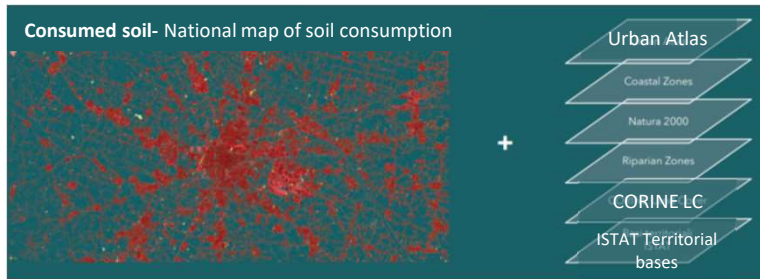 Consumed soil- National map of soil consumption
Urban Atlas
Coastal Zones
Natura 2000
+
Riparian Zones
CORINE LC
ISTAT Territorial
bases